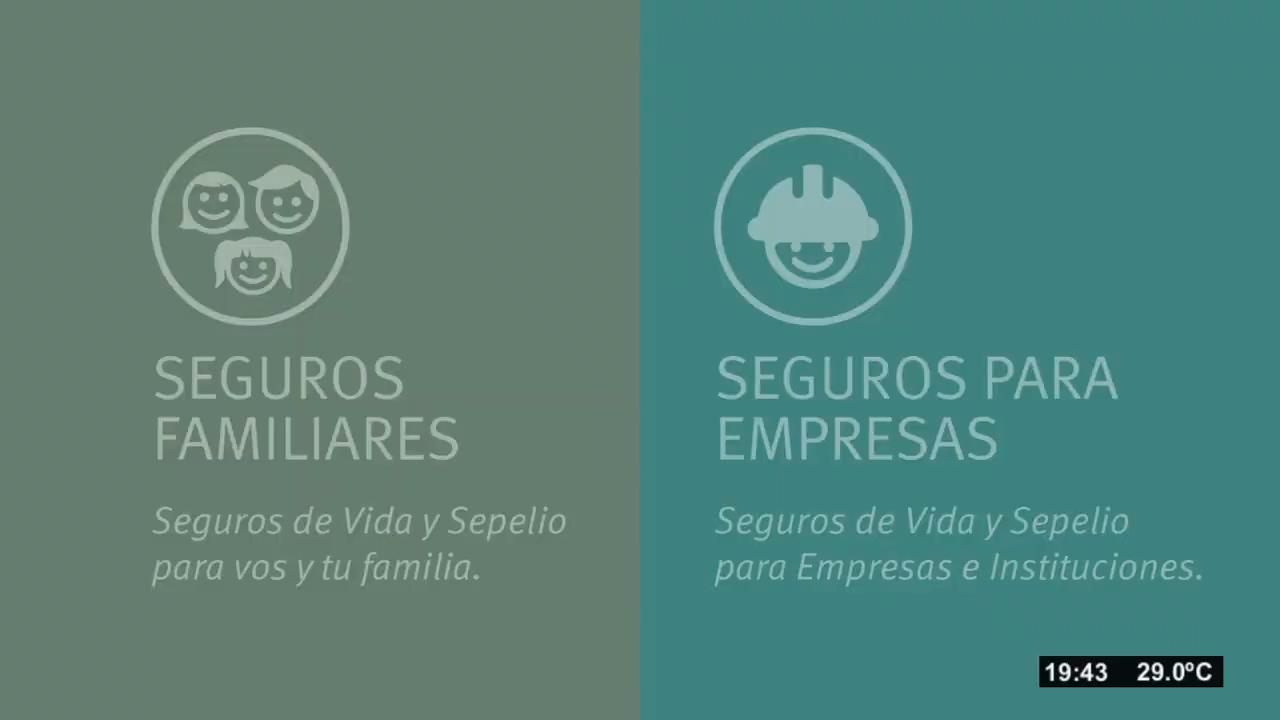 SEGUROS
FAMILIARES
Seguros de Vida y Sepelio
para vos y tu familia.
SEGUROS PARA
EMPRESAS
Seguros de Vida y Sepelio
para Empresas e Instituciones.
19:43 29.0ºC